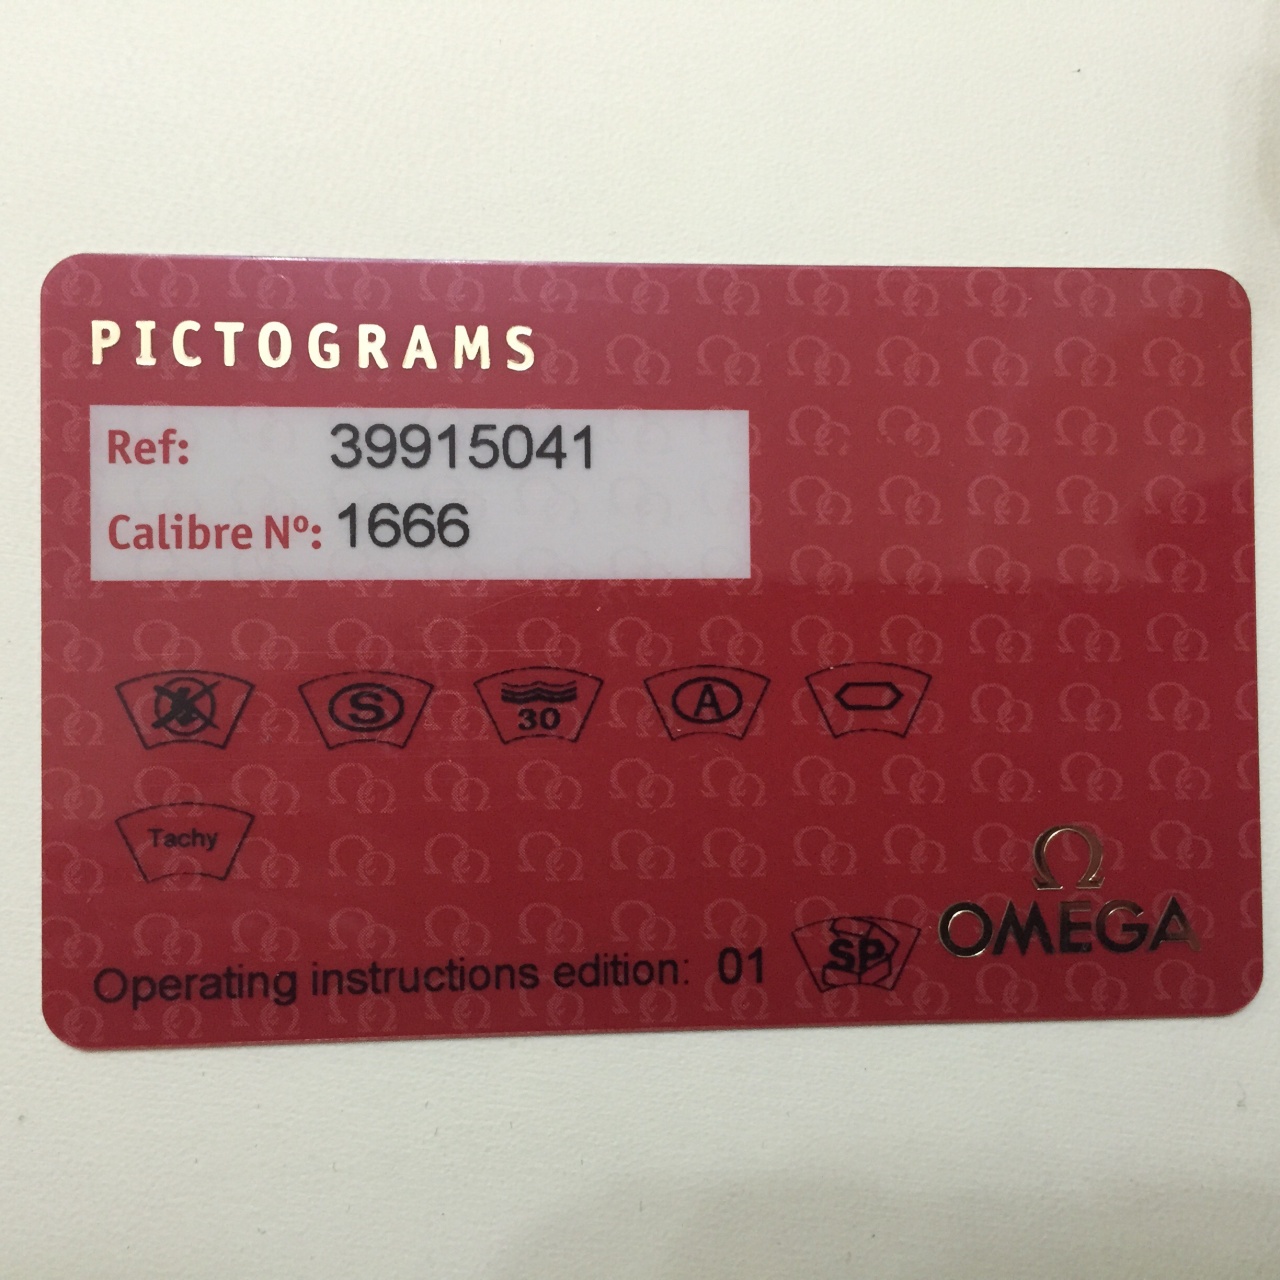 PICTOGRAMS
Ref: 39915041
Calibre Nº: 1666
S
30
A
Tachy
Operating instructions edition: 01
SP
Ω
OMEGA